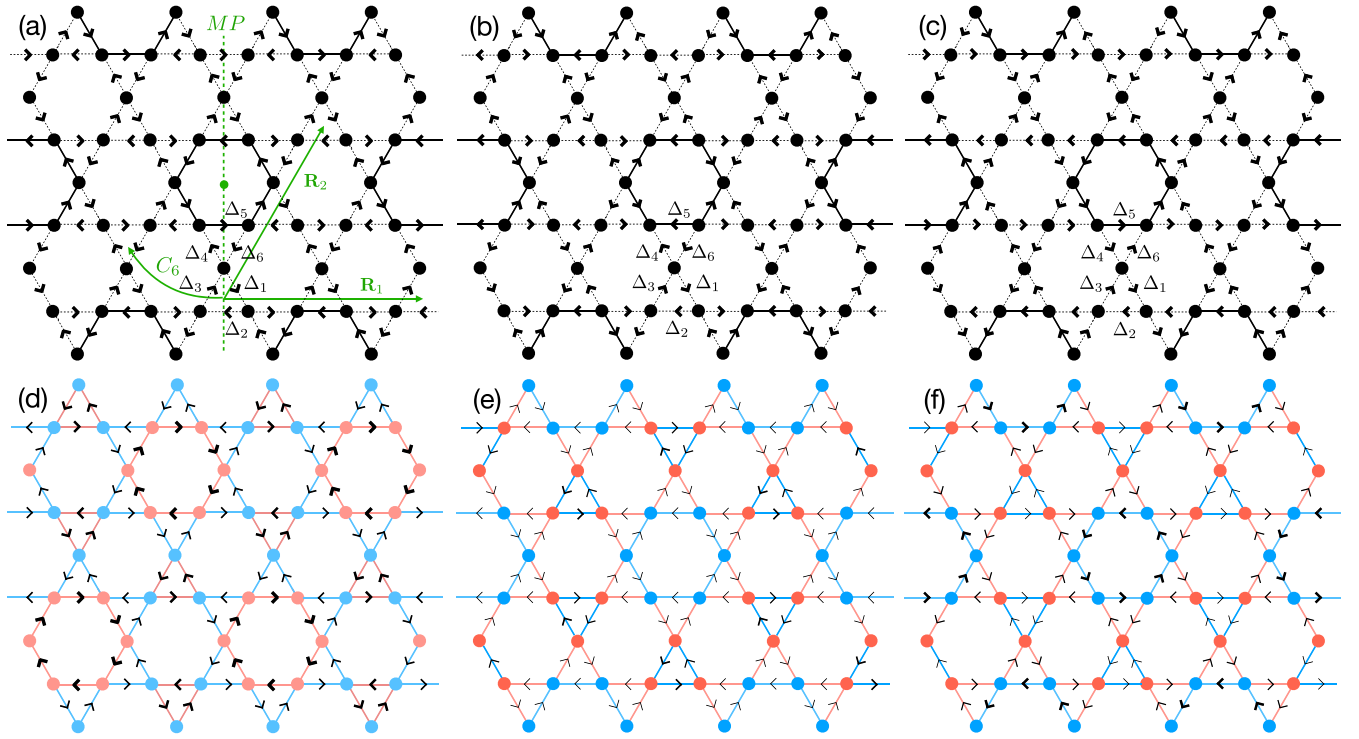 (a)
MP
R₂
Δ₅
C₆
Δ₄
Δ₆
Δ₃
Δ₁
R₁
Δ₂
(b)
Δ₅
Δ₄
Δ₆
Δ₃
Δ₁
Δ₂
(c)
Δ₅
Δ₄
Δ₆
Δ₃
Δ₁
Δ₂
(d)
(e)
(f)